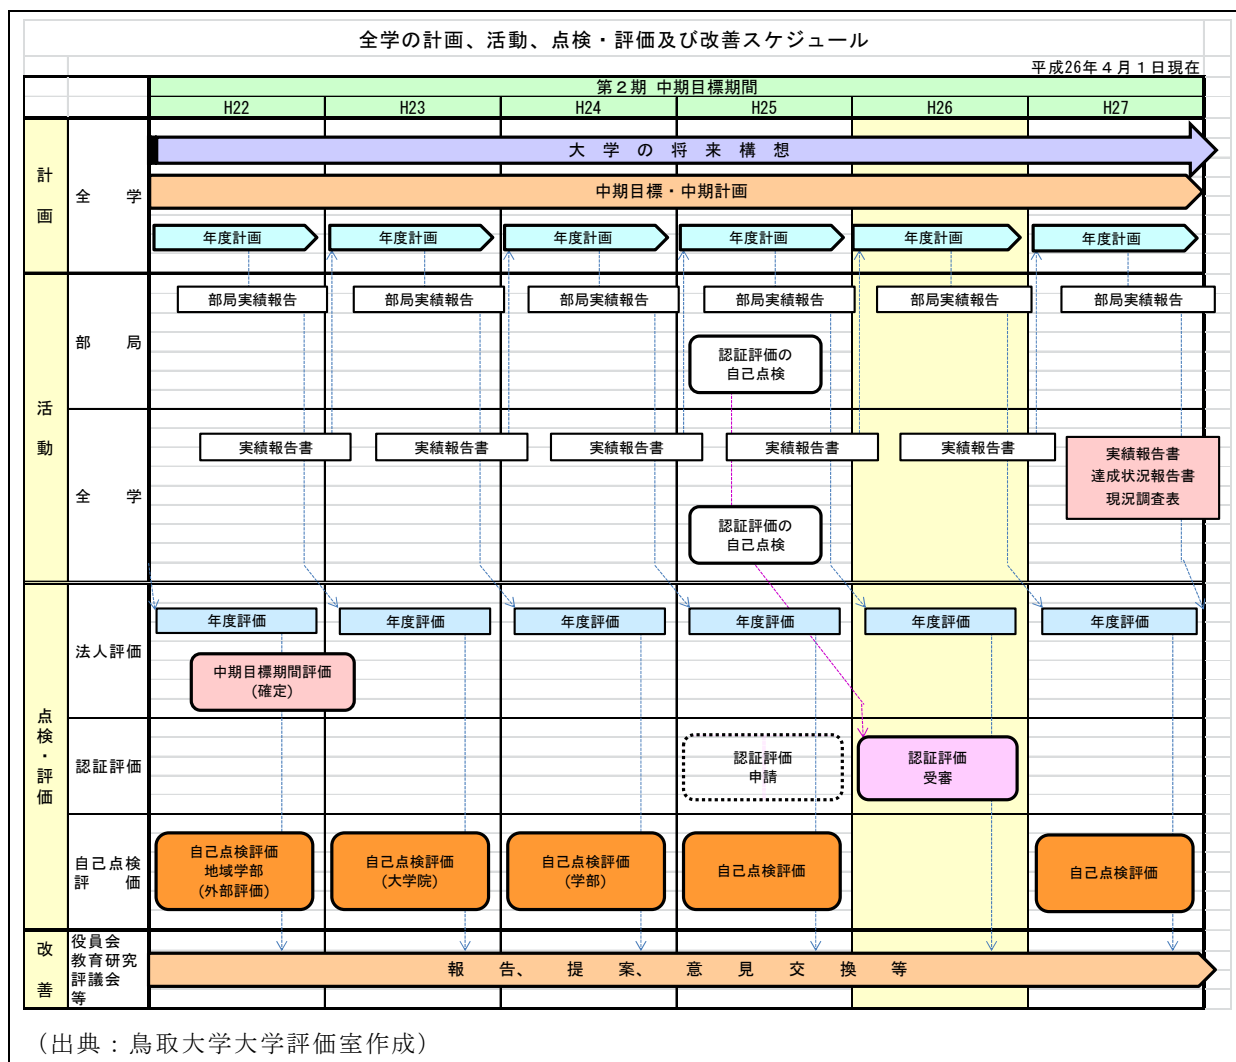 全学の計画、活動、点検・評価及び改善スケジュール
平成26年４月１日現在
第２期 中期目標期間
H22 H23 H24 H25 H26 H27
計画
全　学
大学の将来構想
中期目標・中期計画
年度計画 年度計画 年度計画 年度計画 年度計画 年度計画
活動
部　局
部局実績報告 部局実績報告 部局実績報告 部局実績報告 部局実績報告 部局実績報告
認証評価の
自己点検
全　学
実績報告書 実績報告書 実績報告書 実績報告書 実績報告書
実績報告書
達成状況報告書
現況調査表
認証評価の
自己点検
点検・評価
法人評価
年度評価 年度評価 年度評価 年度評価 年度評価 年度評価
中期目標期間評価
(確定)
認証評価
認証評価
申請
認証評価
受審
自己点検
評　価
自己点検評価
地域学部
(外部評価)
自己点検評価
(大学院)
自己点検評価
(学部)
自己点検評価
自己点検評価
改善
役員会
教育研究
評議会
等
報告、提案、意見交換等
（出典：鳥取大学大学評価室作成）